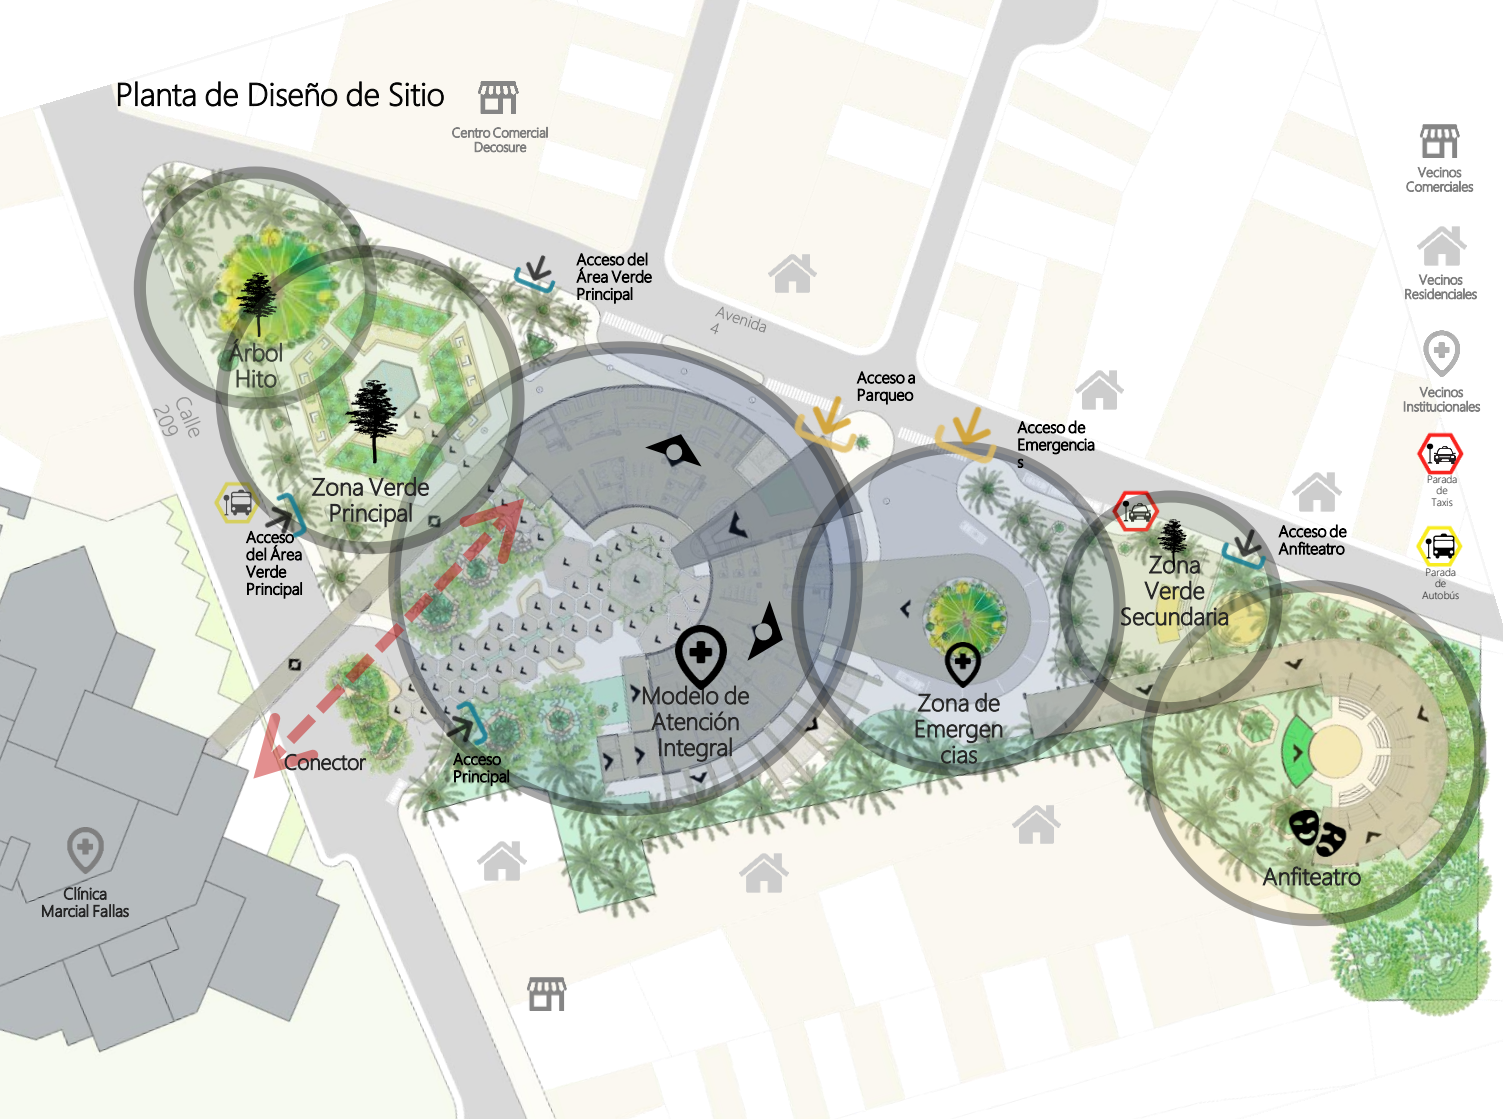 Planta de Diseño de Sitio
Centro Comercial
Decosure
Vecinos
Comerciales
Vecinos
Residenciales
Vecinos
Institucionales
Parada
de
Taxis
Parada
de
Autobús
Acceso del
Área Verde
Principal
Avenida
4
Árbol
Hito
Calle
209
Acceso a
Parqueo
Acceso de
Emergencia
s
Zona Verde
Principal
Acceso
del Área
Verde
Principal
Acceso de
Anfiteatro
Zona
Verde
Secundaria
Modelo de
Atención
Integral
Zona de
Emergen
cias
Conector
Acceso
Principal
Anfiteatro
Clínica
Marcial Fallas